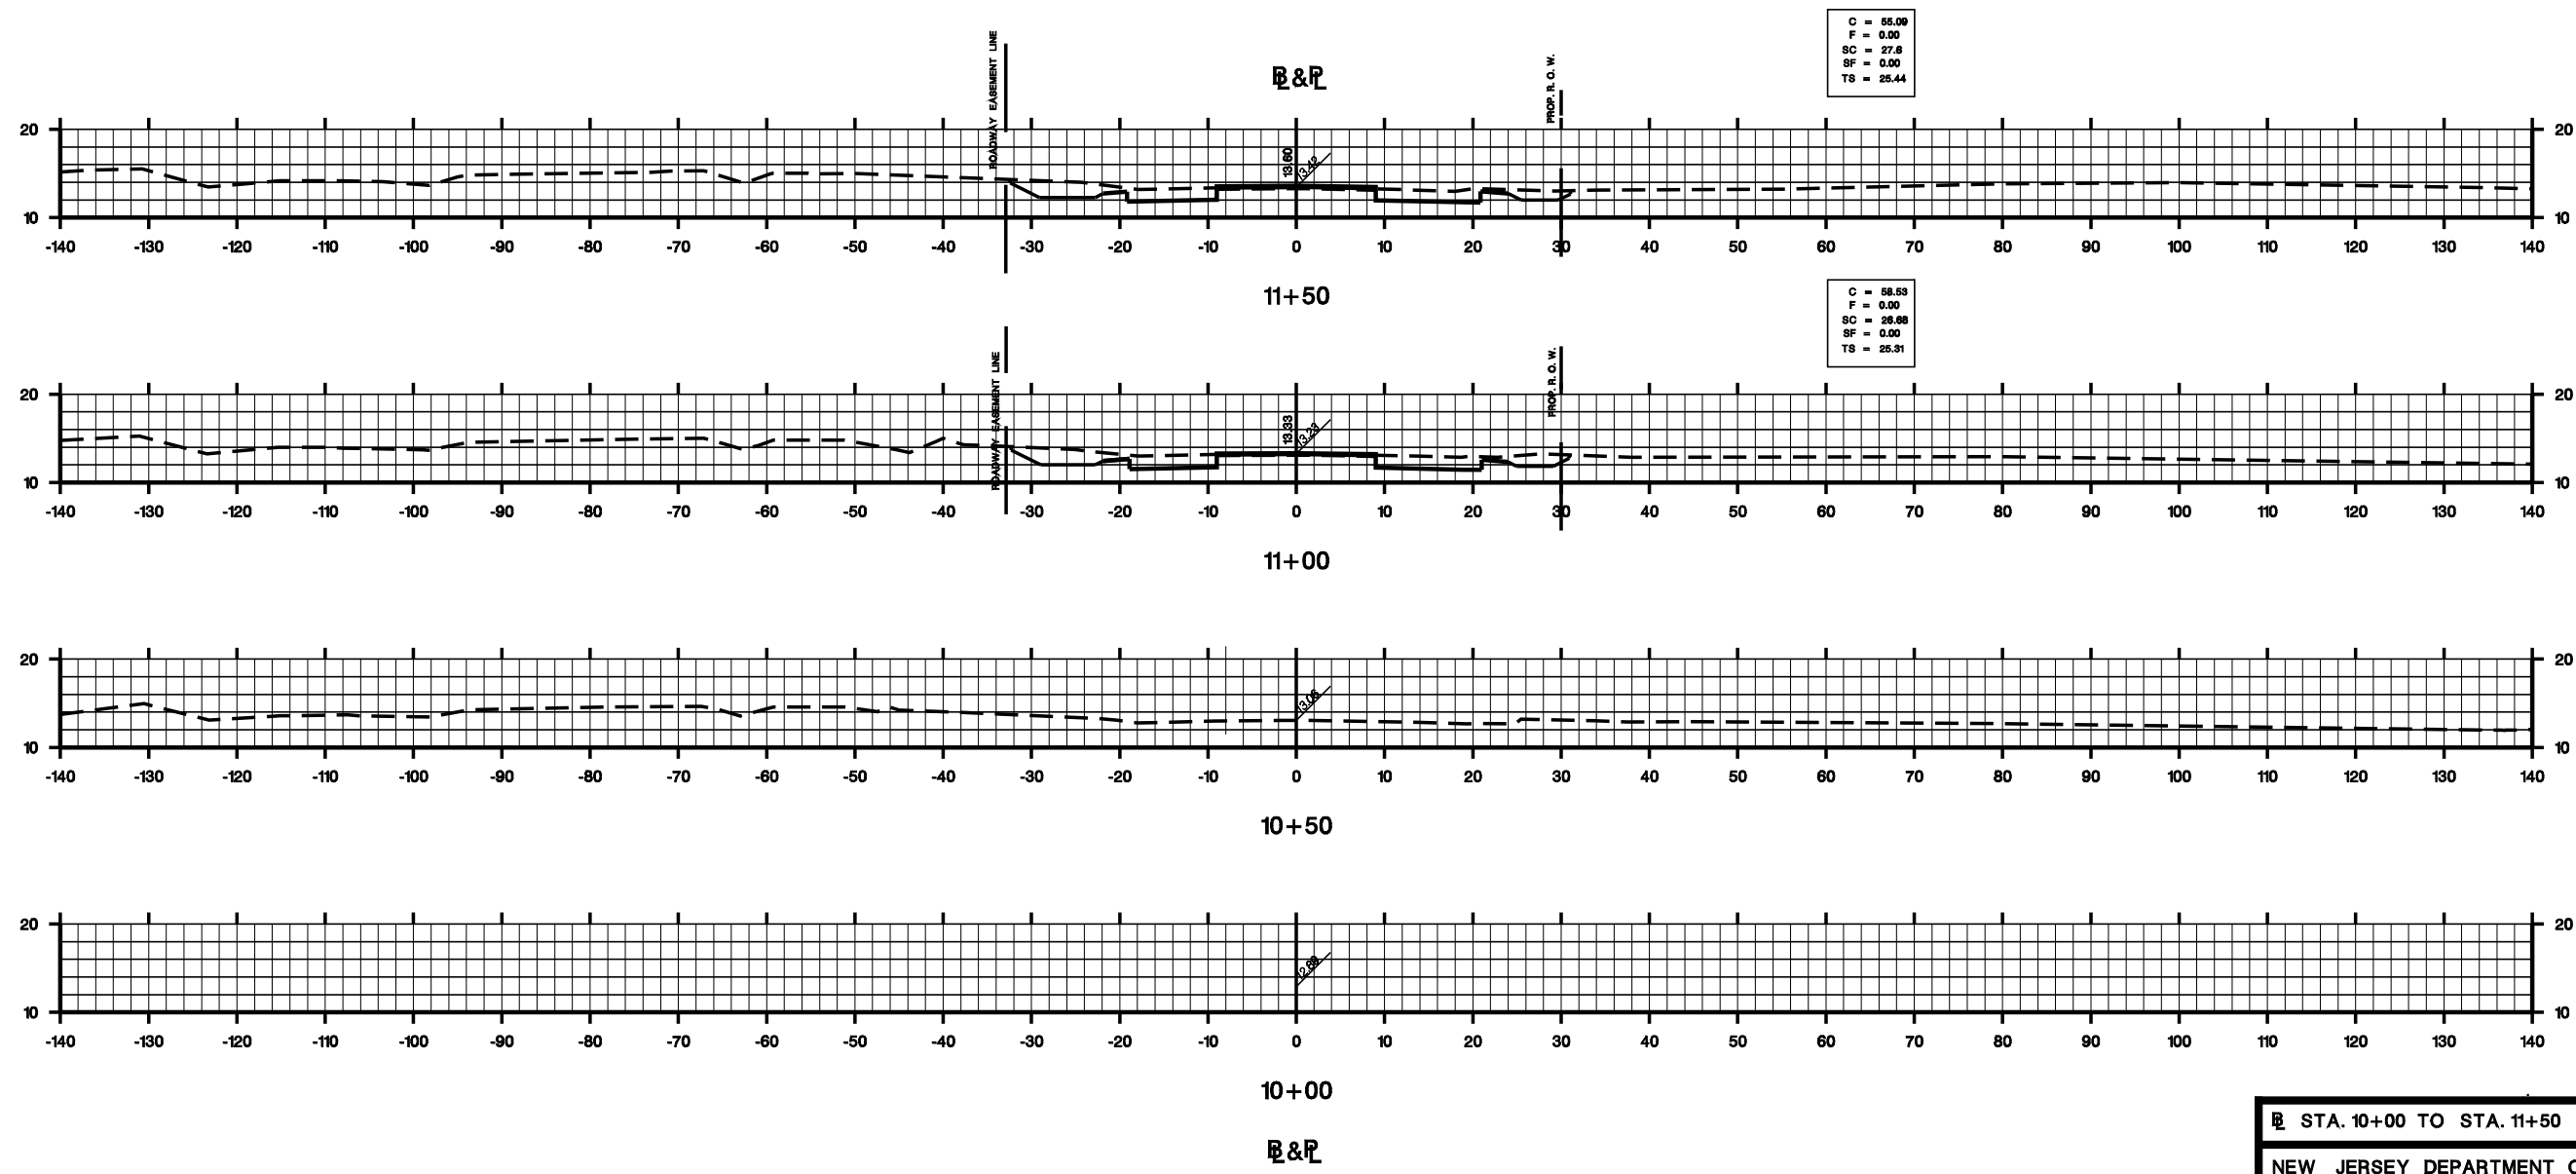 C = 55.09
F = 0.00
SC = 27.6
SF = 0.00
TS = 25.44
ROADWAY EASEMENT LINE
BL & PL
PROP. R. O. W.
13.60
13.42
20 20
10 10
-140 -130 -120 -110 -100 -90 -80 -70 -60 -50 -40 -30 -20 -10 0 10 20 30 40 50 60 70 80 90 100 110 120 130 140
11+50
C = 58.53
F = 0.00
SC = 26.68
SF = 0.00
TS = 25.31
ROADWAY EASEMENT LINE
PROP. R. O. W.
13.33
13.23
20 20
10 10
-140 -130 -120 -110 -100 -90 -80 -70 -60 -50 -40 -30 -20 -10 0 10 20 30 40 50 60 70 80 90 100 110 120 130 140
11+00
13.06
20 20
10 10
-140 -130 -120 -110 -100 -90 -80 -70 -60 -50 -40 -30 -20 -10 0 10 20 30 40 50 60 70 80 90 100 110 120 130 140
10+50
20 20
10 10
-140 -130 -120 -110 -100 -90 -80 -70 -60 -50 -40 -30 -20 -10 0 10 20 30 40 50 60 70 80 90 100 110 120 130 140
10+00
BL & PL
BL STA. 10+00 TO STA. 11+50
NEW JERSEY DEPARTMENT